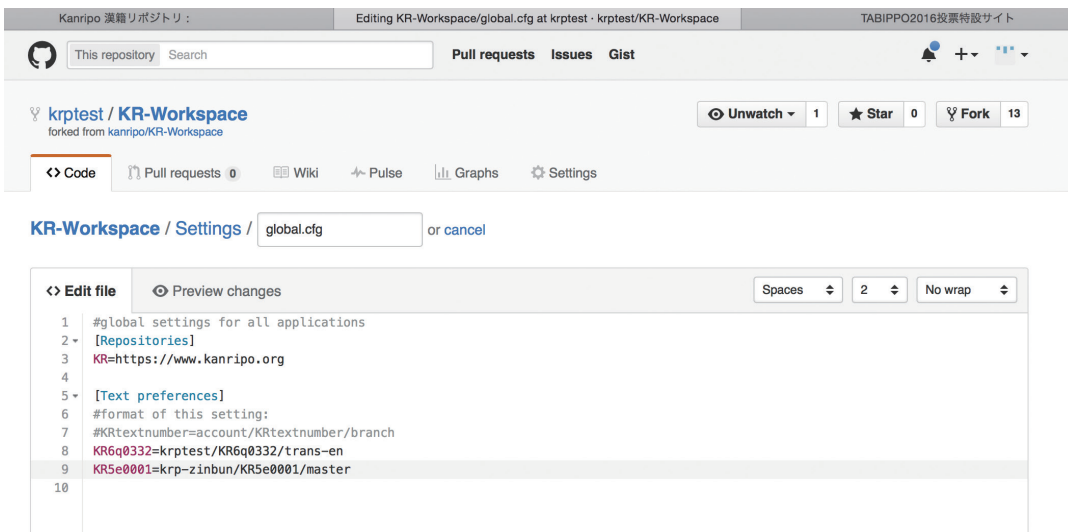 Kanripo 漢籍リポジトリ :
Editing KR-Workspace/global.cfg at krptest · krptest/KR-Workspace
TABIPPO2016投票特設サイト
This repository Search
Pull requests Issues Gist
krptest / KR-Workspace
forked from kanripo/KR-Workspace
Unwatch 1 Star 0 Fork 13
Code Pull requests 0 Wiki Pulse Graphs Settings
KR-Workspace / Settings / global.cfg or cancel
<> Edit file Preview changes Spaces 2 No wrap
1 #global settings for all applications
2 [Repositories]
3 KR=https://www.kanripo.org
4
5 [Text preferences]
6 #format of this setting:
7 #KRtextnumber=account/KRtextnumber/branch
8 KR6q0332=krptest/KR6q0332/trans-en
9 KR5e0001=krp-zinbun/KR5e0001/master
10